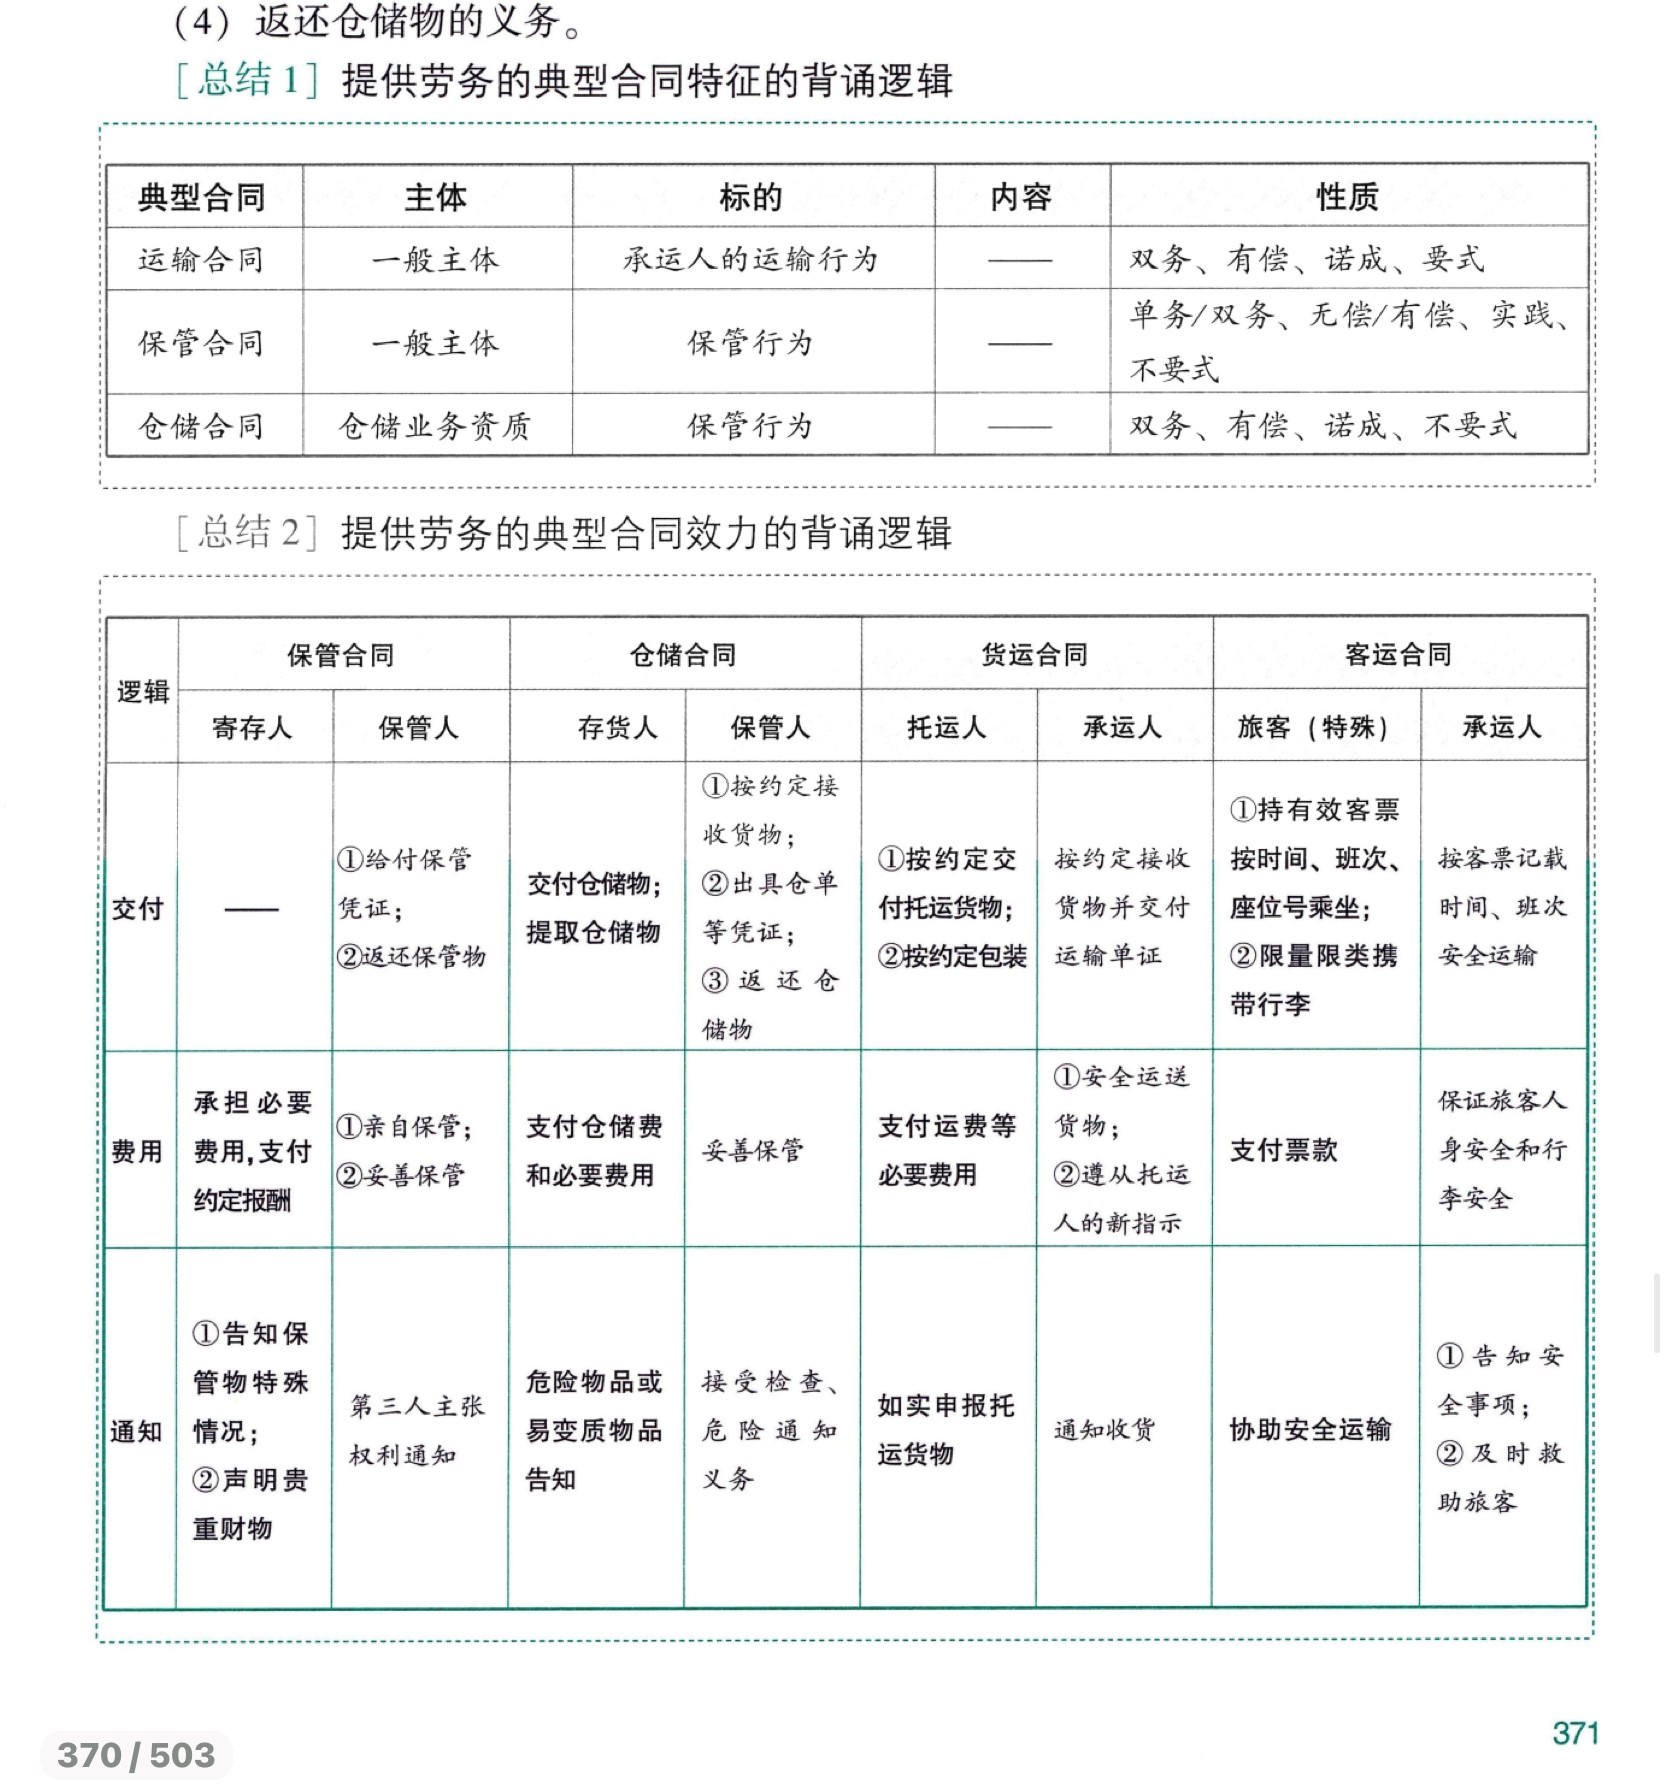 （4）返还仓储物的义务。
［总结1］提供劳务的典型合同特征的背诵逻辑
典型合同 主体 标的 内容 性质
运输合同 一般主体 承运人的运输行为 —— 双务、有偿、诺成、要式
保管合同 一般主体 保管行为 —— 单务/双务、无偿/有偿、实践、
不要式
仓储合同 仓储业务资质 保管行为 —— 双务、有偿、诺成、不要式
［总结2］提供劳务的典型合同效力的背诵逻辑
逻辑
保管合同 仓储合同 货运合同 客运合同
寄存人 保管人 存货人 保管人 托运人 承运人 旅客（特殊） 承运人
交付
——
①给付保管
凭证；
②返还保管物
交付仓储物；
提取仓储物
①按约定接
收货物；
②出具仓单
等凭证；
③返还仓
储物
①按约定交
付托运货物；
②按约定包装
按约定接收
货物并交付
运输单证
①持有效客票
按时间、班次、
座位号乘坐；
②限量限类携
带行李
按客票记载
时间、班次
安全运输
费用
承担必要
费用，支付
约定报酬
①亲自保管；
②妥善保管
支付仓储费
和必要费用
妥善保管
支付运费等
必要费用
①安全运送
货物；
②遵从托运
人的新指示
支付票款
保证旅客人
身安全和行
李安全
通知
①告知保
管物特殊
情况；
②声明贵
重财物
第三人主张
权利通知
危险物品或
易变质物品
告知
接受检查、
危险通知
义务
如实申报托
运货物
通知收货
协助安全运输
①告知安
全事项；
②及时救
助旅客
371
370 / 503